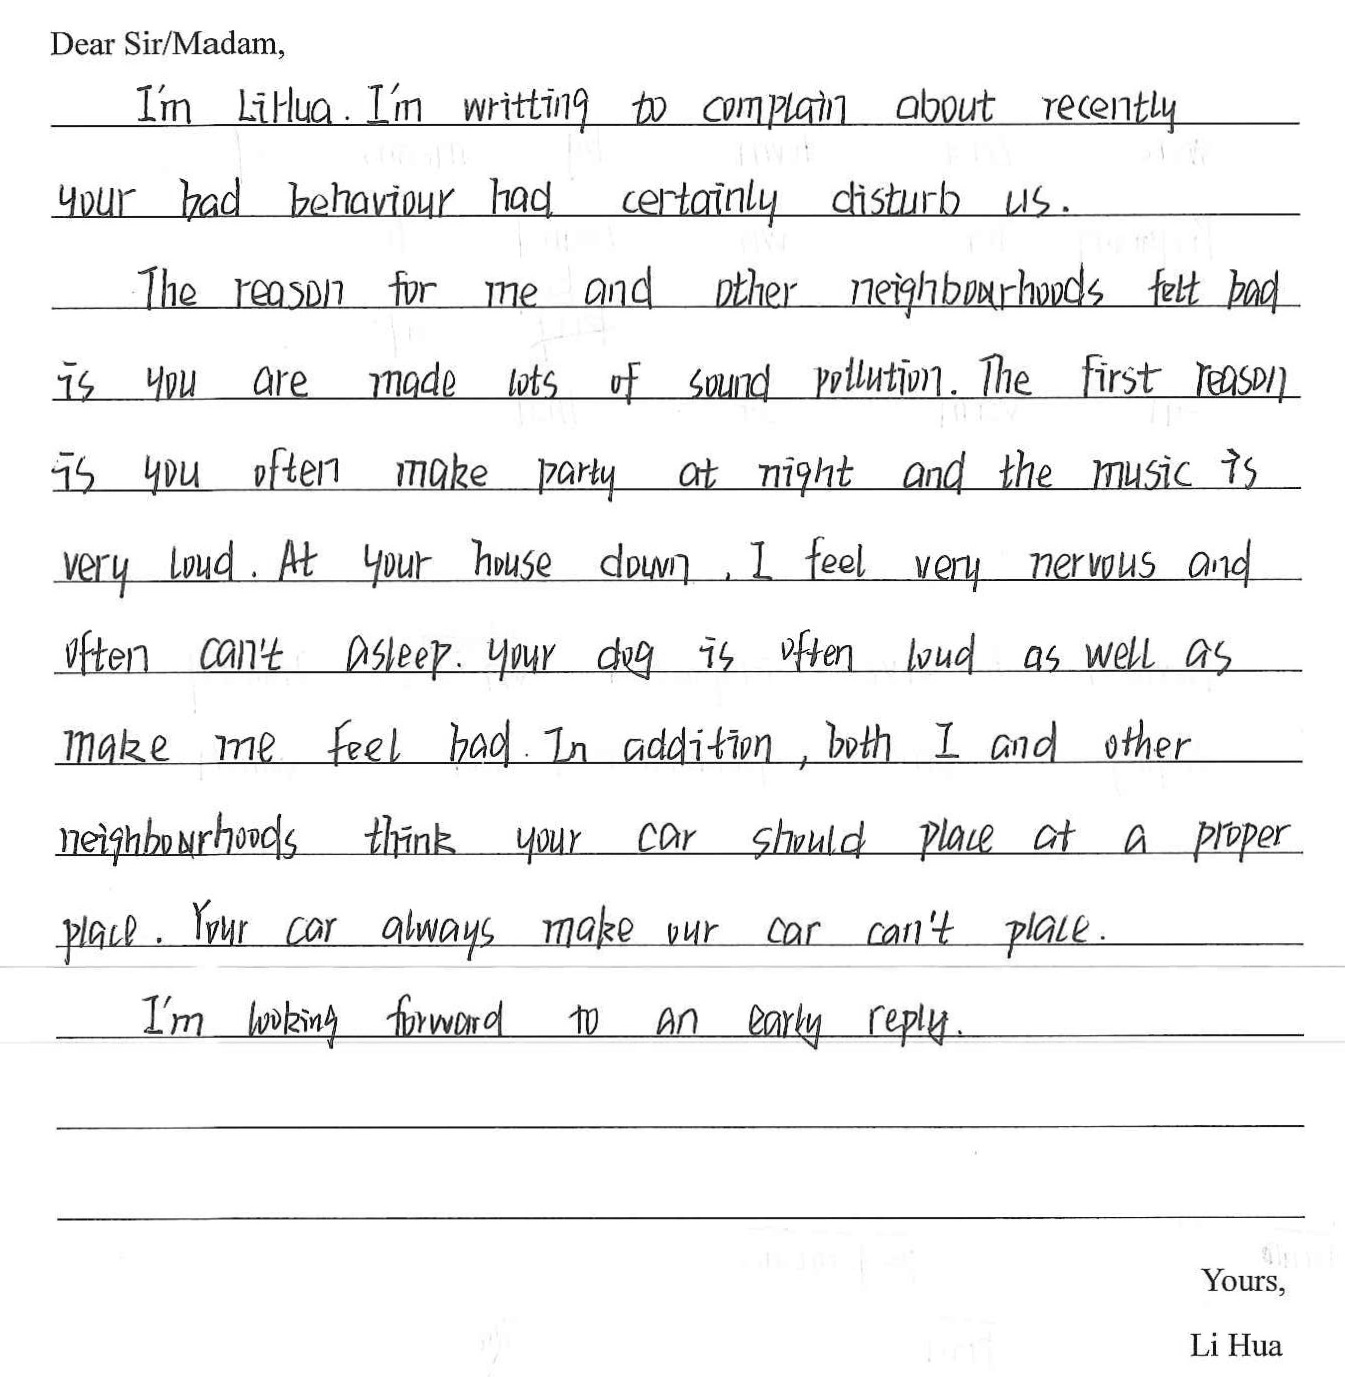 Dear Sir/Madam,
I'm LiHua. I'm writting to complain about recently
your bad behaviour had certainly disturb us.
The reason for me and other neighbourhoods felt bad
is you are made lots of sound pollution. The first reason
is you often make party at night and the music is
very loud. At your house down, I feel very nervous and
often can't asleep. your dog is often loud as well as
make me feel bad. In addition, both I and other
neighbourhoods think your car should place at a proper
place. Your car always make our car can't place.
I'm looking forward to an early reply.
Yours,
Li Hua